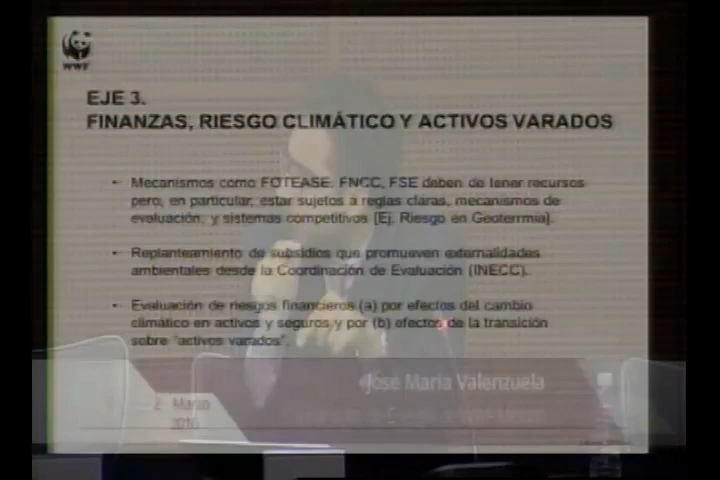 WWF
EJE 3.
FINANZAS, RIESGO CLIMÁTICO Y ACTIVOS VARADOS
- Mecanismos como FOTEASE, FNCC, FSE deben de tener recursos
pero, en particular, estar sujetos a reglas claras, mecanismos de
evaluación, y sistemas competitivos [Ej. Riesgo en Geotermia].
- Replanteamiento de subsidios que promueven externalidades
ambientales desde la Coordinación de Evaluación (INECC).
- Evaluación de riesgos financieros (a) por efectos del cambio
climático en activos y seguros y por (b) efectos de la transición
sobre "activos varados".
José María Valenzuela
2 Marzo